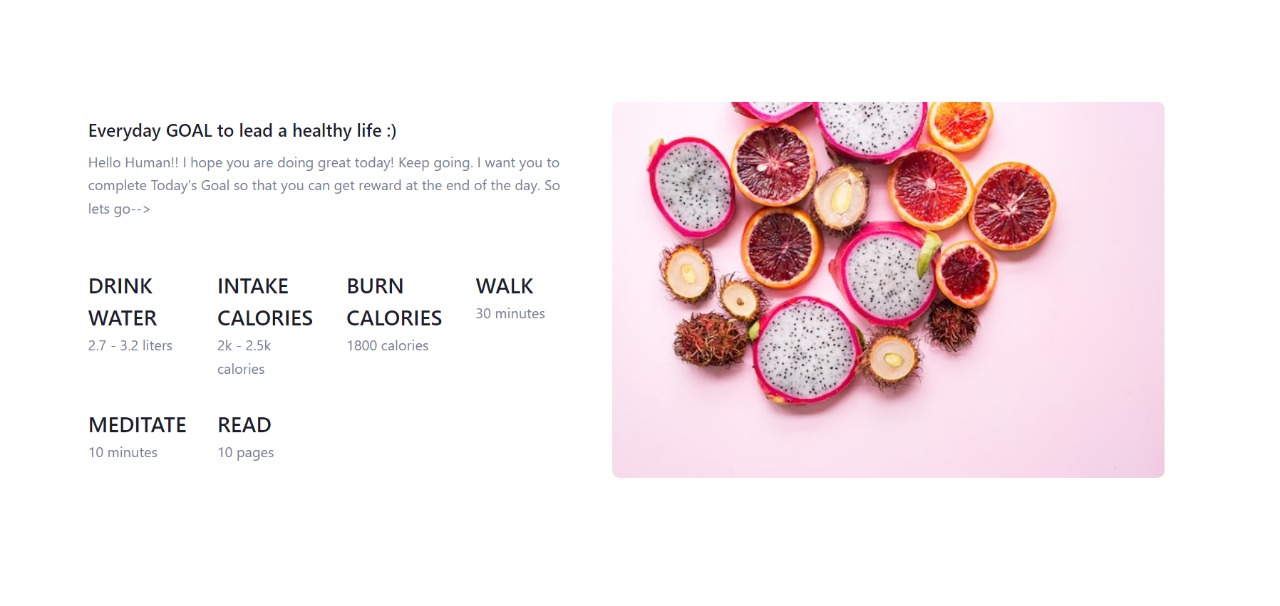 Everyday GOAL to lead a healthy life :)
Hello Human!! I hope you are doing great today! Keep going. I want you to
complete Today's Goal so that you can get reward at the end of the day. So
lets go-->
DRINK
WATER
2.7 - 3.2 liters
INTAKE
CALORIES
2k - 2.5k
calories
BURN
CALORIES
1800 calories
WALK
30 minutes
MEDITATE
10 minutes
READ
10 pages